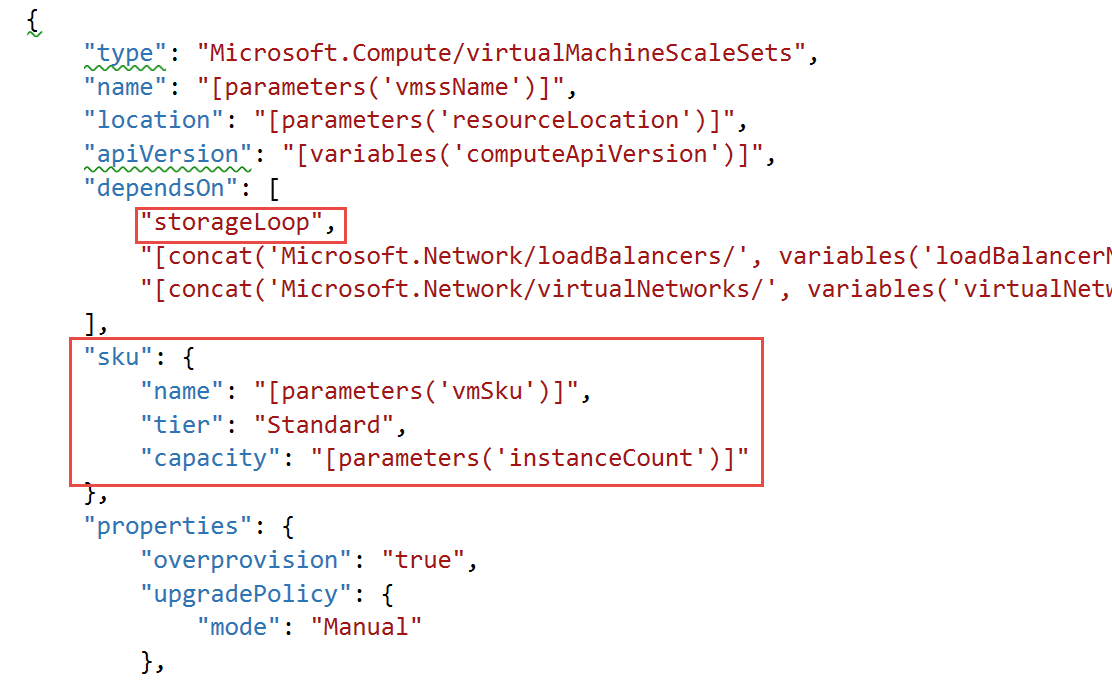 {
"type": "Microsoft.Compute/virtualMachineScaleSets",
"name": "[parameters('vmssName')]",
"location": "[parameters('resourceLocation')]",
"apiVersion": "[variables('computeApiVersion')]",
"dependsOn": [
"storageLoop",
"[concat('Microsoft.Network/loadBalancers/', variables('loadBalancerN
"[concat('Microsoft.Network/virtualNetworks/', variables('virtualNetw
],
"sku": {
"name": "[parameters('vmSku')]",
"tier": "Standard",
"capacity": "[parameters('instanceCount')]"
},
"properties": {
"overprovision": "true",
"upgradePolicy": {
"mode": "Manual"
},